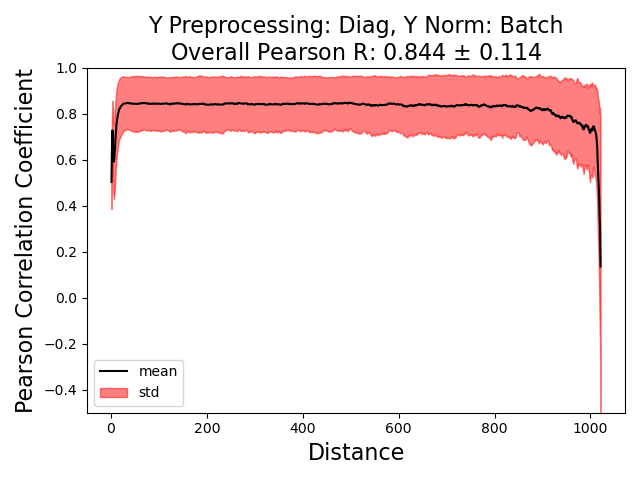 Y Preprocessing: Diag, Y Norm: Batch
Overall Pearson R: 0.844 ± 0.114
Pearson Correlation Coefficient
1.0
0.8
0.6
0.4
0.2
0.0
−0.2
−0.4
mean
std
0 200 400 600 800 1000
Distance